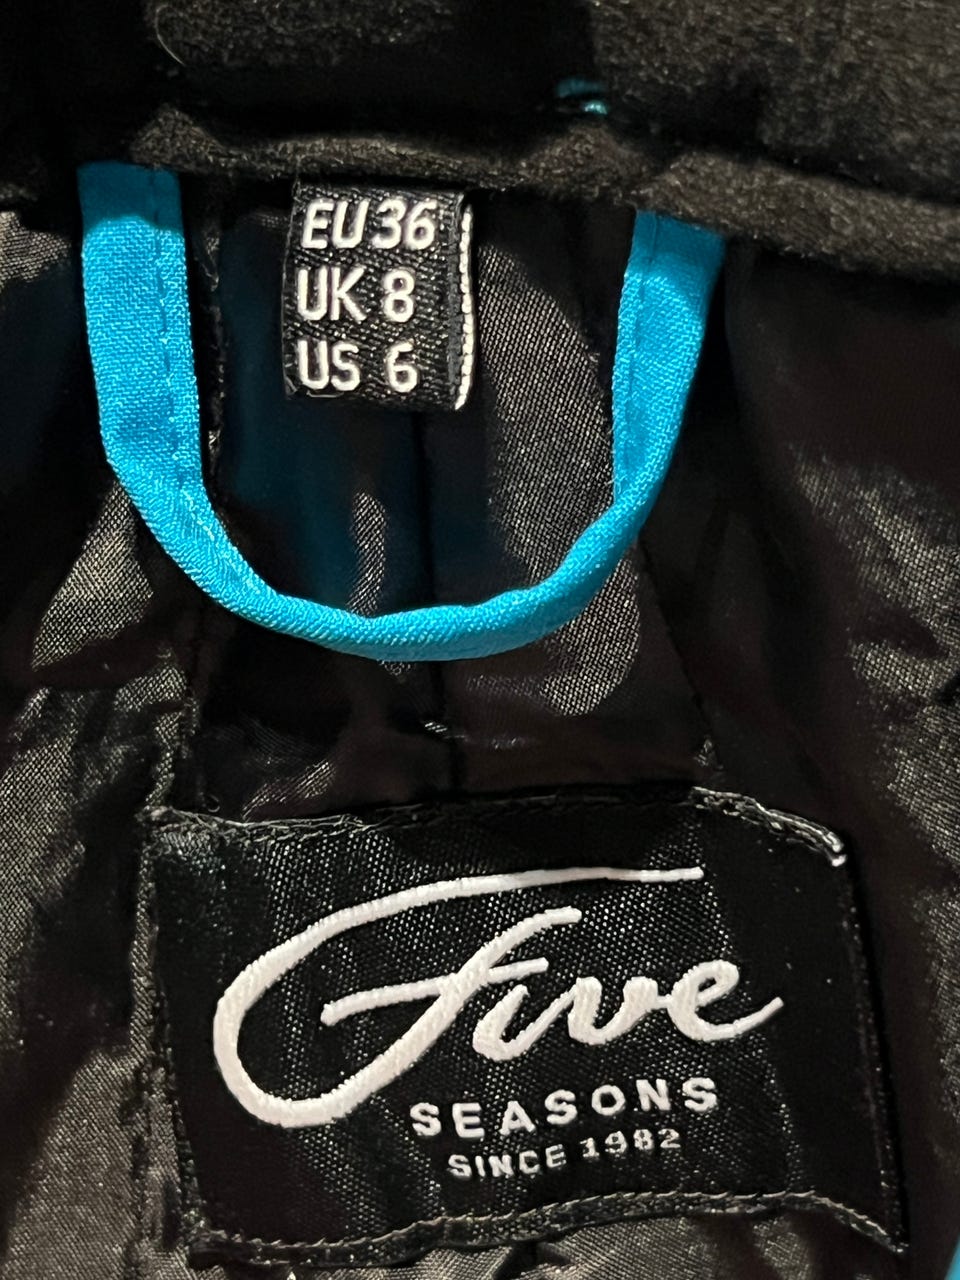 EU 36
UK 8
US 6
Five
SEASONS
SINCE 1982